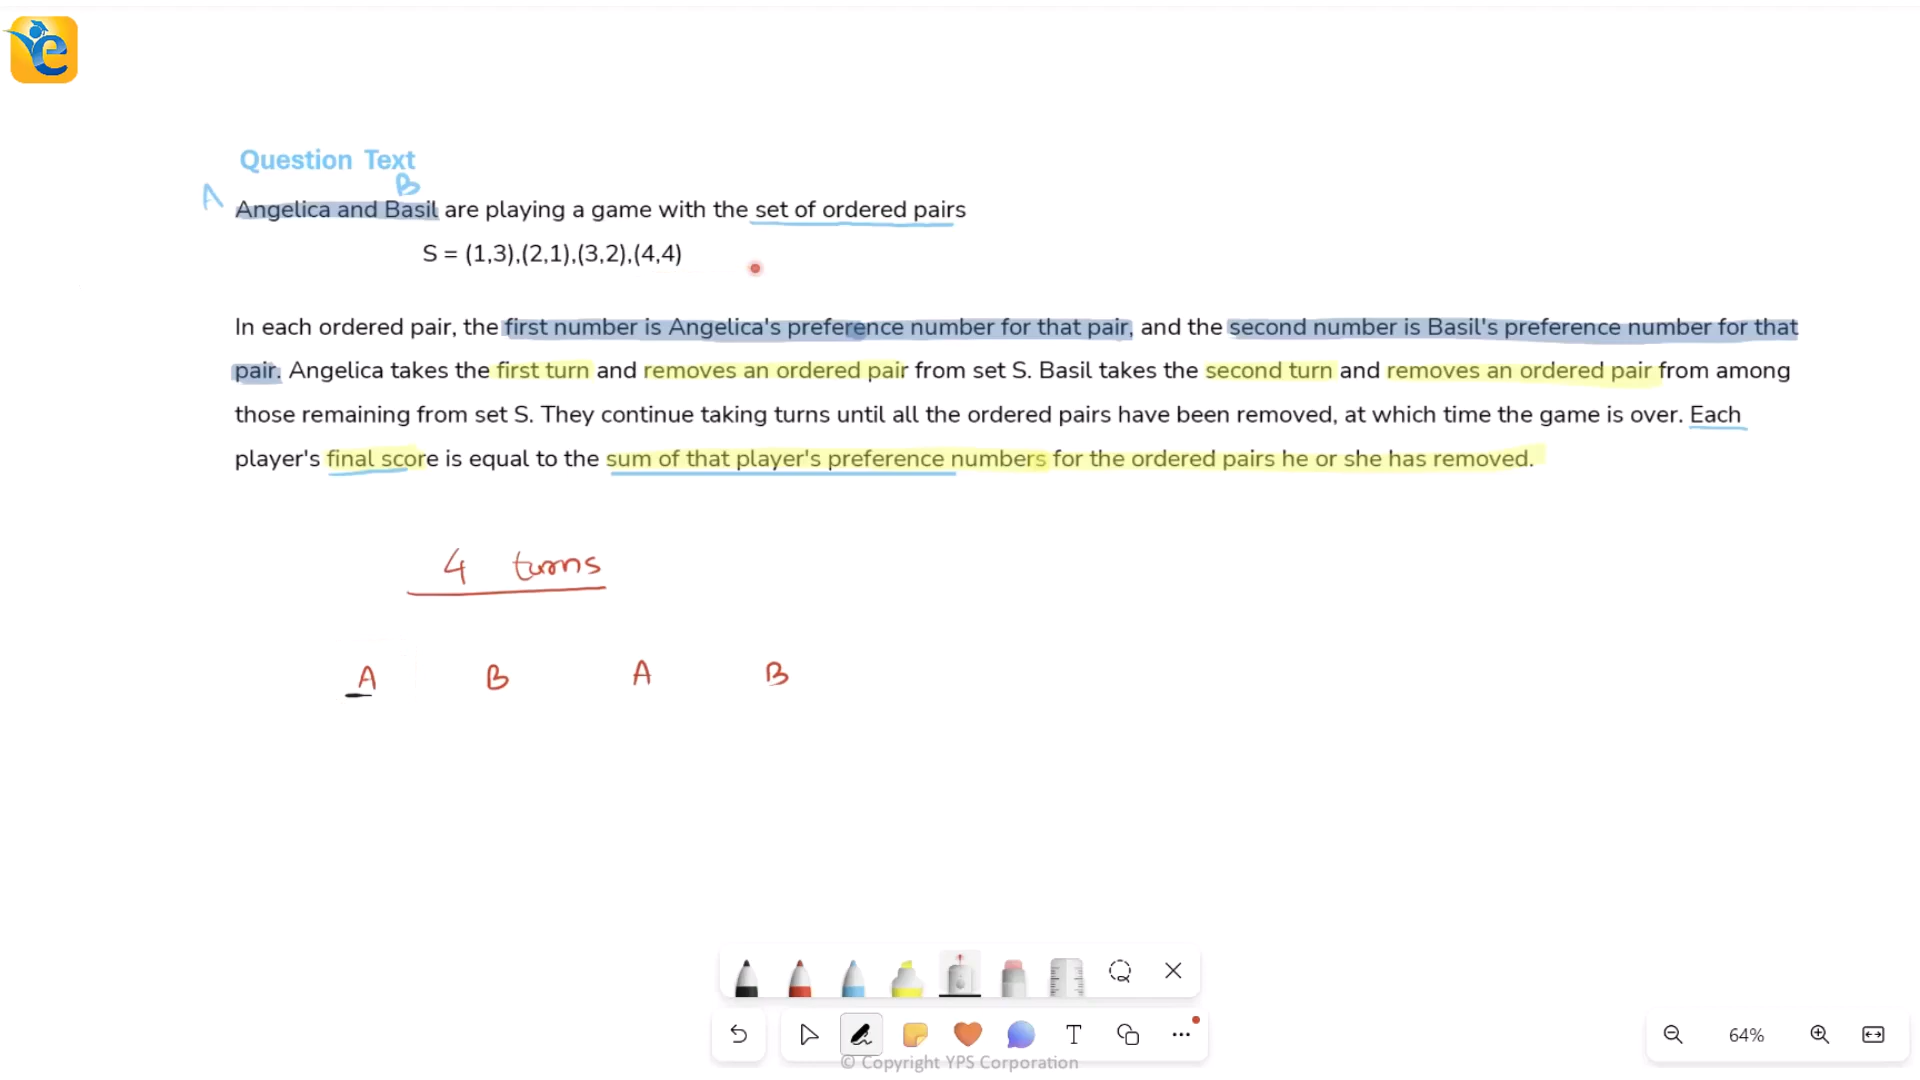 Question Text
A
B
Angelica and Basil are playing a game with the set of ordered pairs
S = (1,3),(2,1),(3,2),(4,4)
In each ordered pair, the first number is Angelica's preference number for that pair, and the second number is Basil's preference number for that
pair. Angelica takes the first turn and removes an ordered pair from set S. Basil takes the second turn and removes an ordered pair from among
those remaining from set S. They continue taking turns until all the ordered pairs have been removed, at which time the game is over. Each
player's final score is equal to the sum of that player's preference numbers for the ordered pairs he or she has removed.
4 turns
A B A B
T
64%
© Copyright YPS Corporation